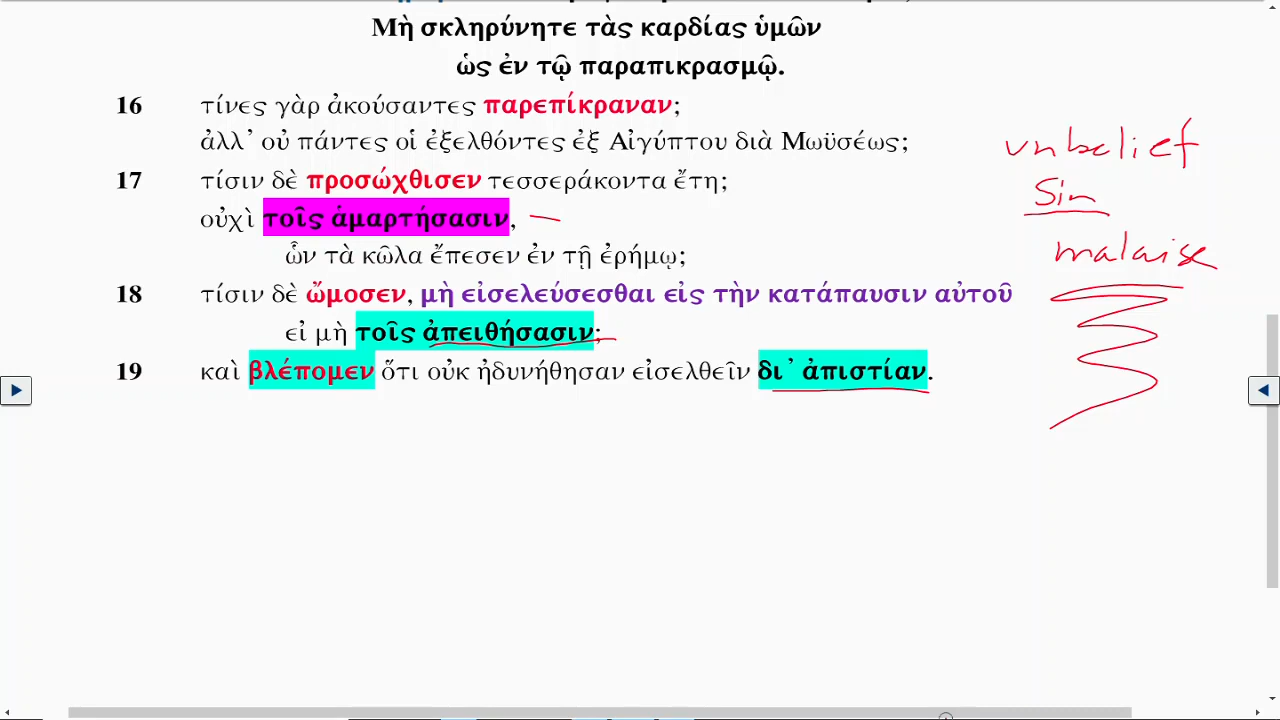 Μὴ σκληρύνητε τὰς καρδίας ὑμῶν
ὡς ἐν τῷ παραπικρασμῷ.
16 τίνες γὰρ ἀκούσαντες παρεπίκραναν;
ἀλλ’ οὐ πάντες οἱ ἐξελθόντες ἐξ Αἰγύπτου διὰ Μωϋσέως;
17 τίσιν δὲ προσώχθισεν τεσσεράκοντα ἔτη;
οὐχὶ τοῖς ἁμαρτήσασιν,
ὧν τὰ κῶλα ἔπεσεν ἐν τῇ ἐρήμῳ;
18 τίσιν δὲ ὤμοσεν, μὴ εἰσελεύσεσθαι εἰς τὴν κατάπαυσιν αὐτοῦ
εἰ μὴ τοῖς ἀπειθήσασιν;
19 καὶ βλέπομεν ὅτι οὐκ ἠδυνήθησαν εἰσελθεῖν δι’ ἀπιστίαν.
unbelief
Sin
malaise